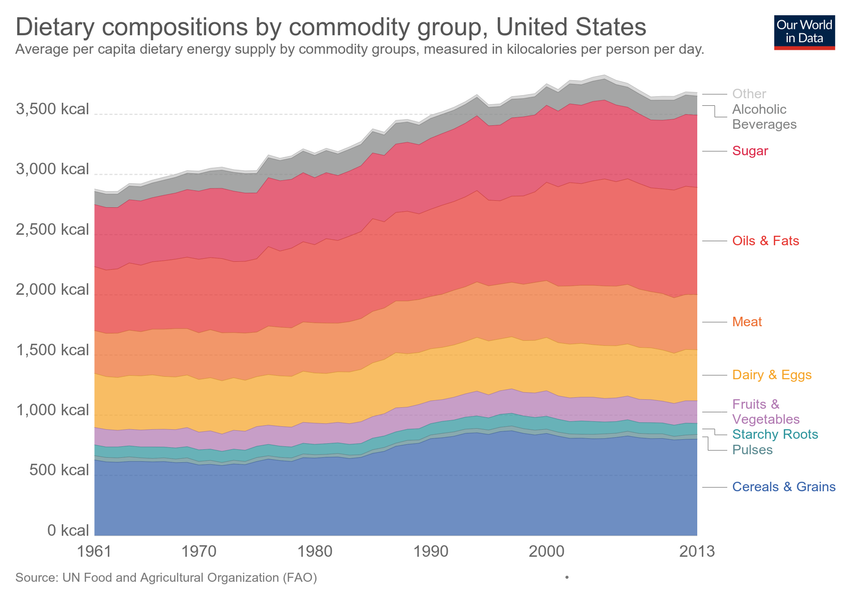 Dietary compositions by commodity group, United States
Our World
in Data
Average per capita dietary energy supply by commodity groups, measured in kilocalories per person per day.
3,500 kcal
3,000 kcal
2,500 kcal
2,000 kcal
1,500 kcal
1,000 kcal
500 kcal
0 kcal
1961
1970
1980
1990
2000
2013
Other
Alcoholic
Beverages
Sugar
Oils & Fats
Meat
Dairy & Eggs
Fruits &
Vegetables
Starchy Roots
Pulses
Cereals & Grains
Source: UN Food and Agricultural Organization (FAO)
•